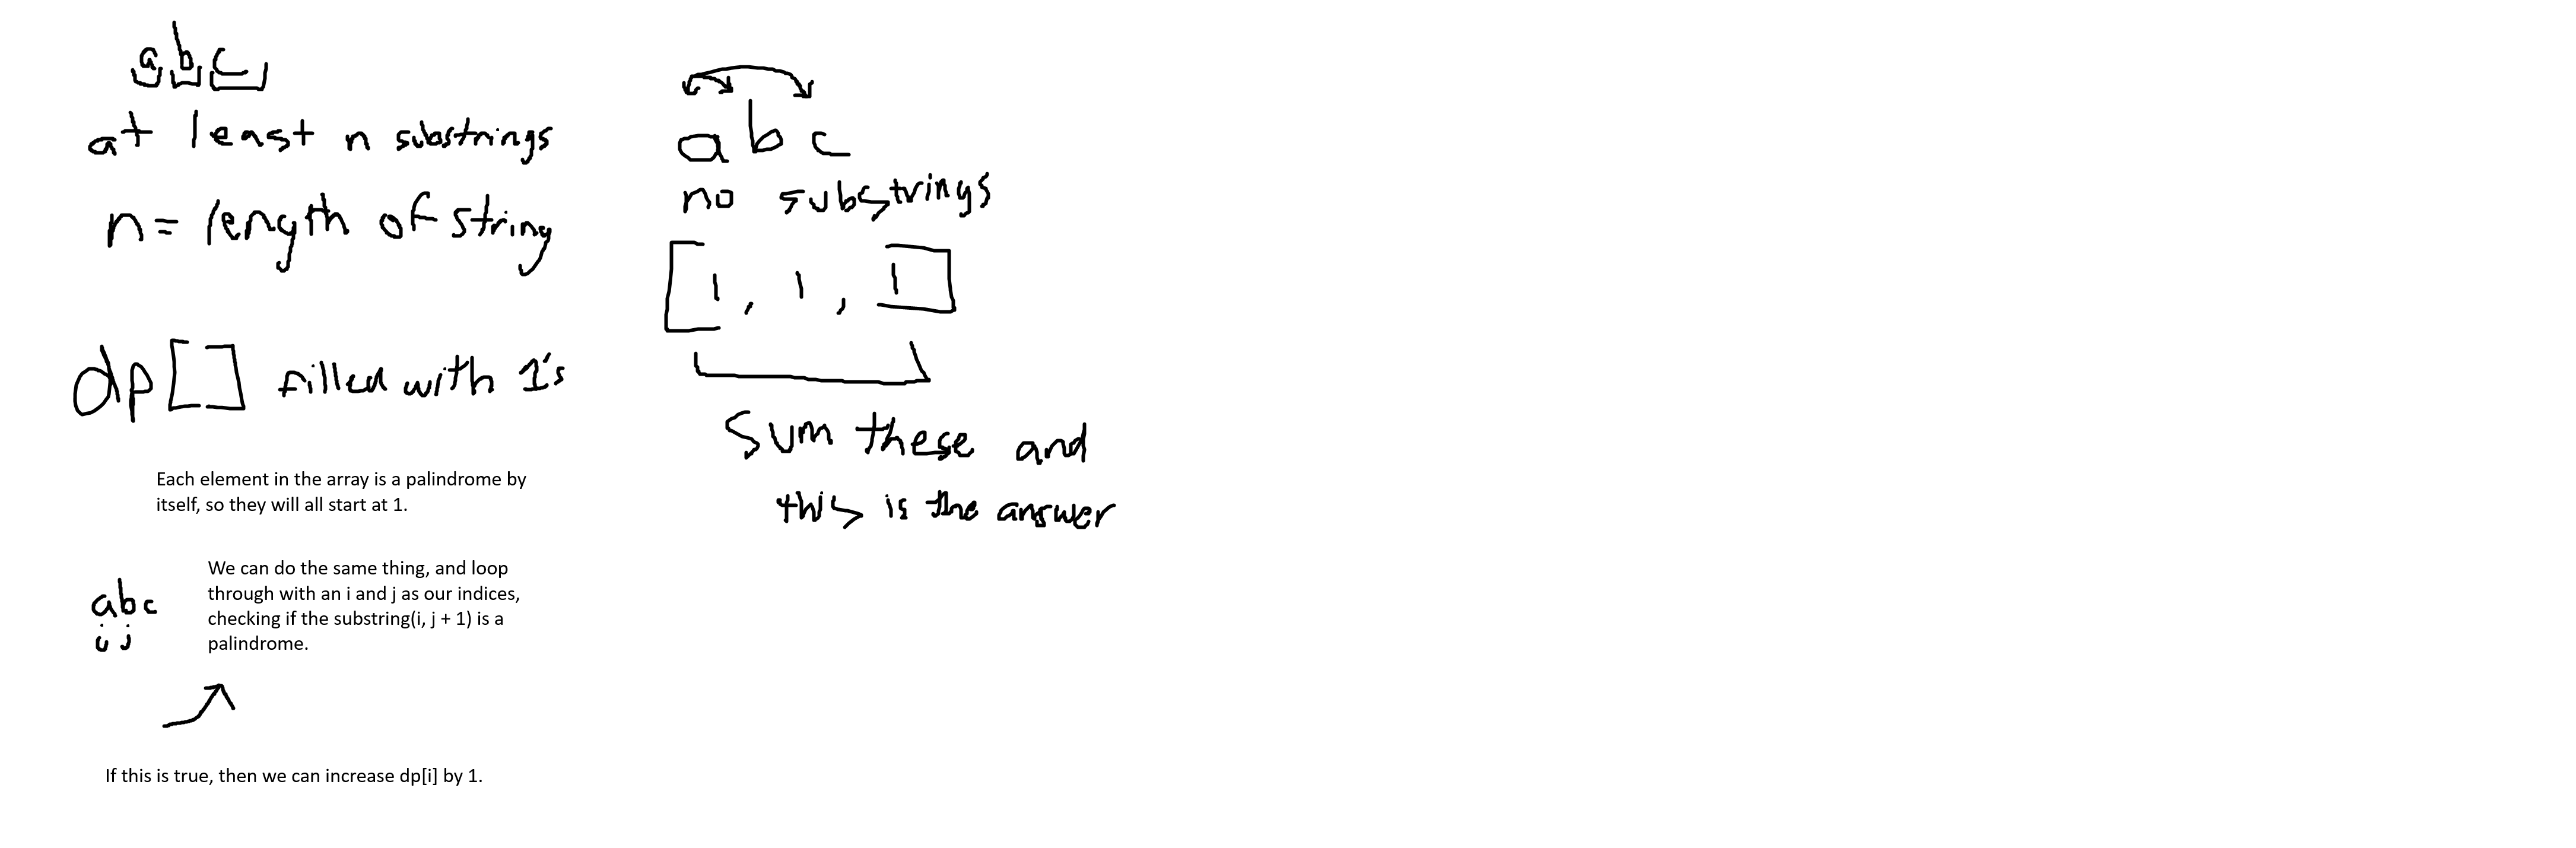 abc
at least n substrings
n = length of string
dp[] filled with 1's
Each element in the array is a palindrome by
itself, so they will all start at 1.
abc
i j
We can do the same thing, and loop
through with an i and j as our indices,
checking if the substring(i, j + 1) is a
palindrome.
If this is true, then we can increase dp[i] by 1.
abc
no substrings
[1, 1, 1]
Sum these and
this is the answer